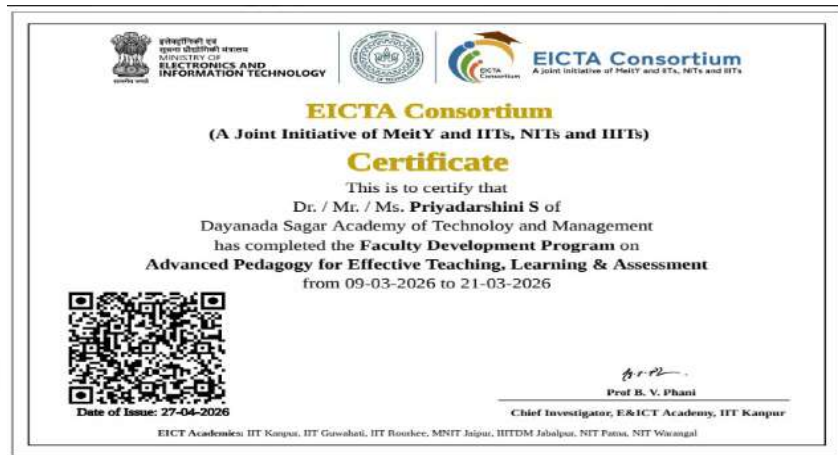 इलेक्ट्रॉनिकी एवं
सूचना प्रौद्योगिकी मंत्रालय
MINISTRY OF
ELECTRONICS AND
INFORMATION TECHNOLOGY
सत्यमेव जयते
EICTA
Consortium
EICTA Consortium
A joint initiative of MeitY and IITs, NITs and IIITs
EICTA Consortium
(A Joint Initiative of MeitY and IITs, NITs and IIITs)
Certificate
This is to certify that
Dr. / Mr. / Ms. Priyadarshini S of
Dayanada Sagar Academy of Technoloy and Management
has completed the Faculty Development Program on
Advanced Pedagogy for Effective Teaching, Learning & Assessment
from 09-03-2026 to 21-03-2026
Prof B. V. Phani
Date of Issue: 27-04-2026
Chief Investigator, E&ICT Academy, IIT Kanpur
EICT Academies: IIT Kanpur, IIT Guwahati, IIT Roorkee, MNIT Jaipur, IIITDM Jabalpur, NIT Patna, NIT Warangal